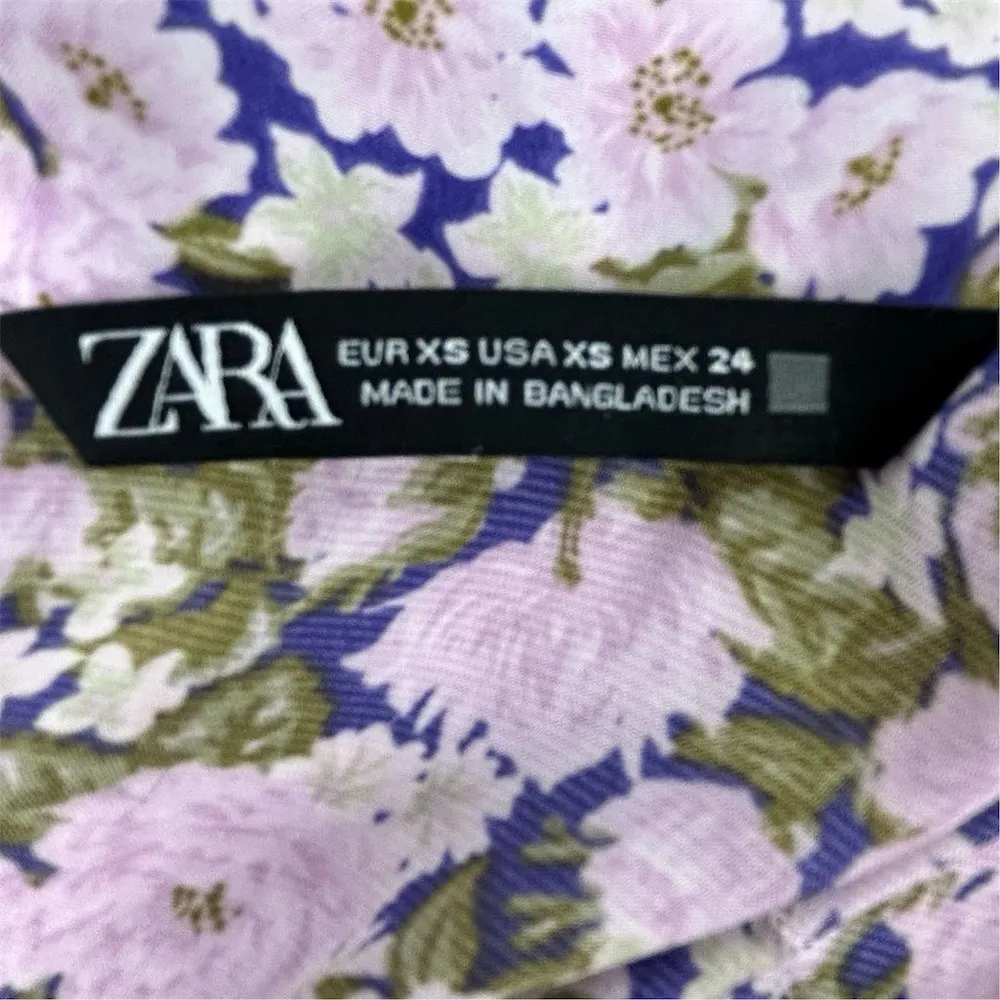 ZARA
EUR XS USA XS MEX 24
MADE IN BANGLADESH